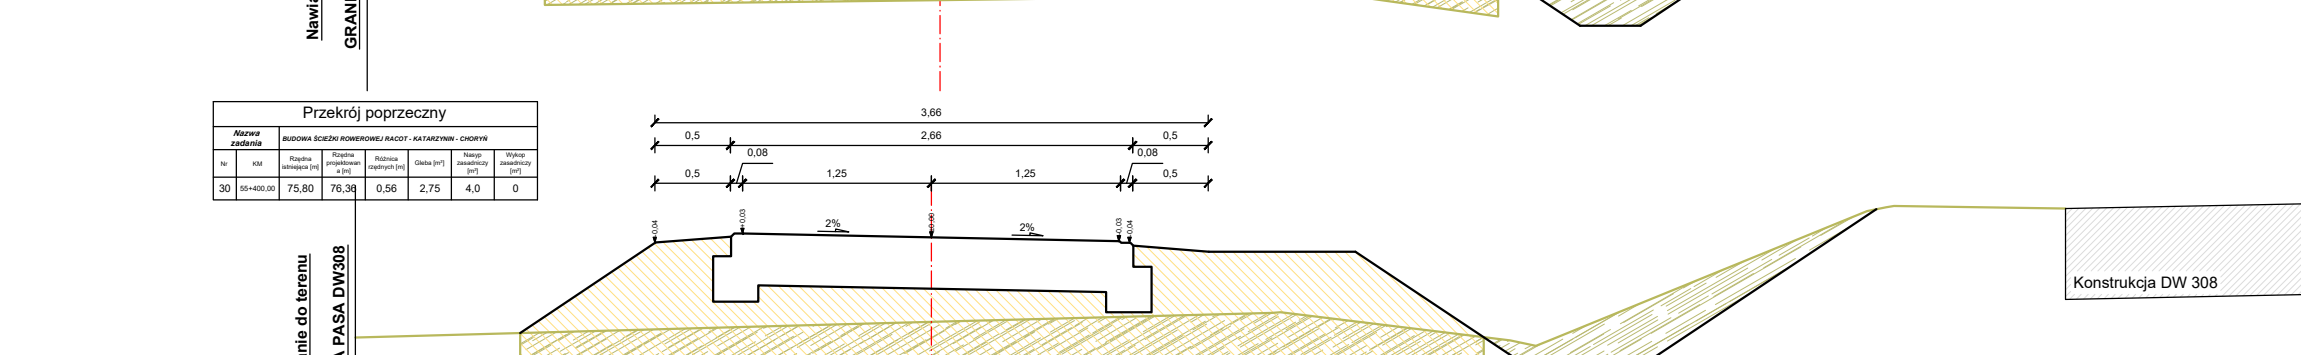 Nawi
GRANI
Przekrój poprzeczny
Nazwa zadania
BUDOWA ŚCIEŻKI ROWEROWEJ RACOT - KATARZYNIN - CHORYŃ
Nr
KM
Rzędna istniejąca [m]
Rzędna projektowana [m]
Różnica rzędnych [m]
Gleba [m²]
Nasyp zasadniczy [m²]
Wykop zasadniczy [m²]
30
55+400,00
75,80
76,36
0,56
2,75
4,0
0
3,66
0,5
2,66
0,5
0,08
0,08
0,5
1,25
1,25
0,5
-0,04
+0,03
±0,00
-0,03
-0,04
2%
2%
nie do terenu
PASA DW308
Konstrukcja DW 308